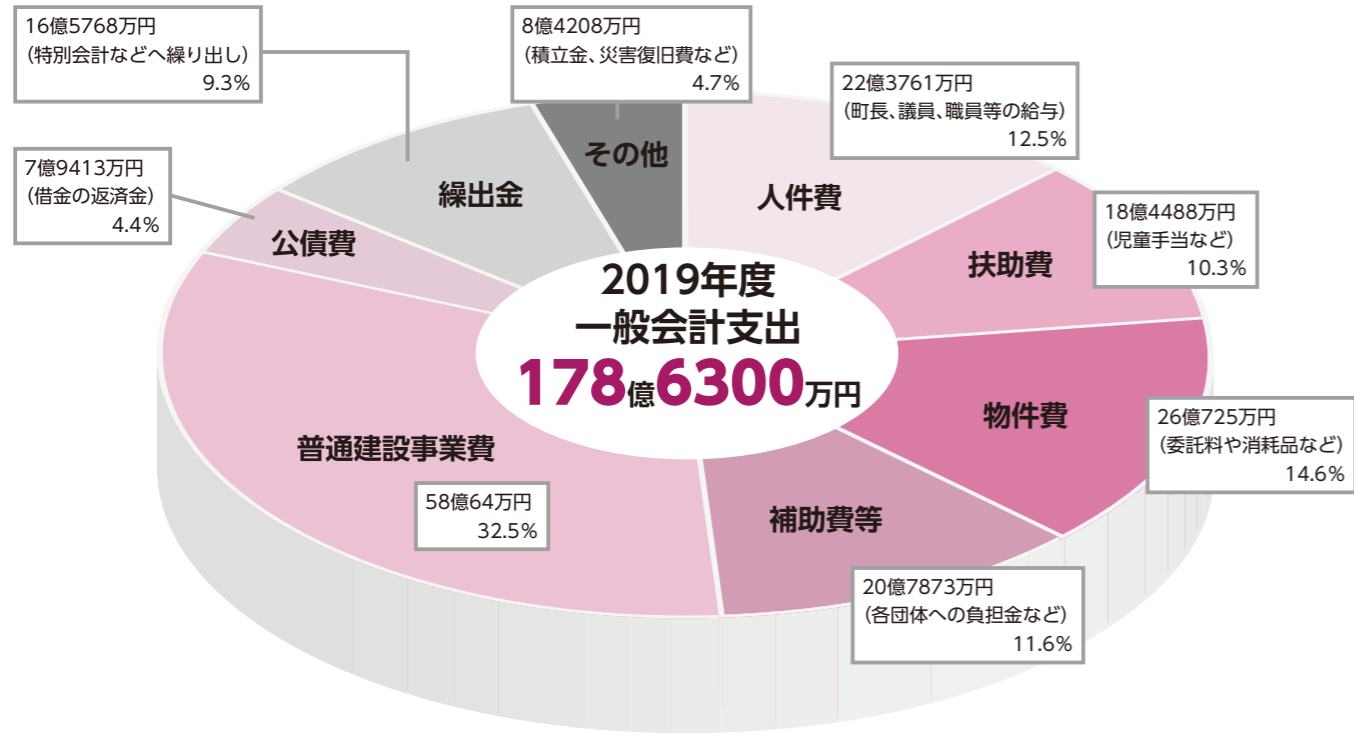 2019年度
一般会計支出
178億6300万円
人件費
22億3761万円
(町長、議員、職員等の給与)
12.5%
扶助費
18億4488万円
(児童手当など)
10.3%
物件費
26億725万円
(委託料や消耗品など)
14.6%
補助費等
20億7873万円
(各団体への負担金など)
11.6%
普通建設事業費
58億64万円
32.5%
公債費
7億9413万円
(借金の返済金)
4.4%
繰出金
16億5768万円
(特別会計などへ繰り出し)
9.3%
その他
8億4208万円
(積立金、災害復旧費など)
4.7%